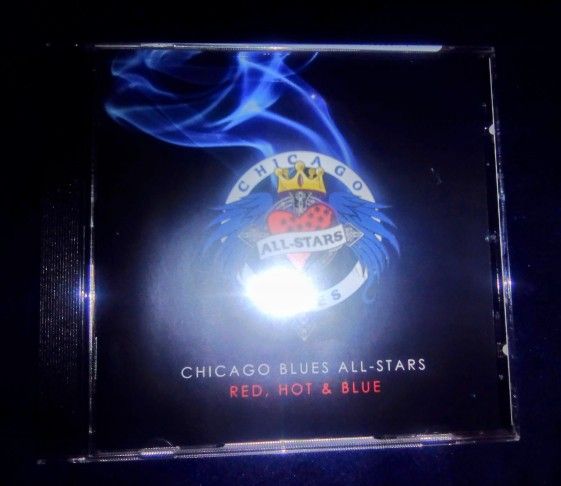 CHICAGO
ALL-STARS
CHICAGO BLUES ALL-STARS
RED, HOT & BLUE